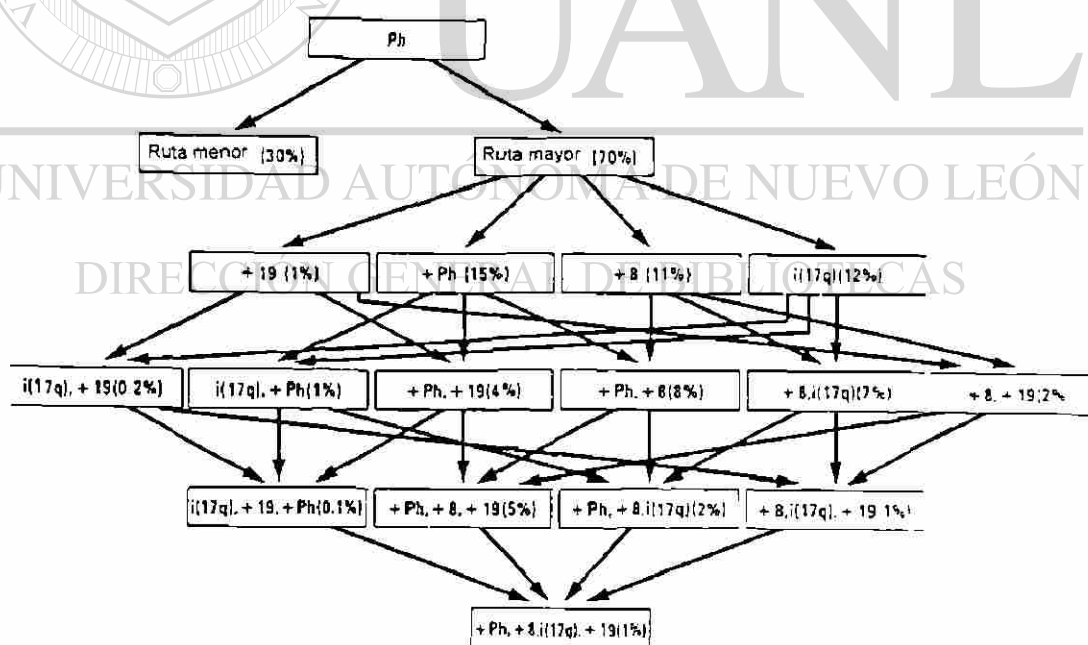 UANL
Ph
Ruta menor (30%)
Ruta mayor (70%)
UNIVERSIDAD AUTÓNOMA DE NUEVO LEÓN
+ 19 (1%)
+ Ph (15%)
+ 8 (11%)
i(17q)(12%)
DIRECCIÓN GENERAL DE BIBLIOTECAS
i(17q), + 19(0.2%)
i(17q), + Ph(1%)
+ Ph, + 19(4%)
+ Ph, + 8(8%)
+ 8,i(17q)(7%)
+ 8, + 19(2%
i(17q), + 19, + Ph(0.1%)
+ Ph, + 8, + 19(5%)
+ Ph, + 8,i(17q)(2%)
+ 8,i(17q), + 19 1%)
+ Ph, + 8,i(17q), + 19(1%)